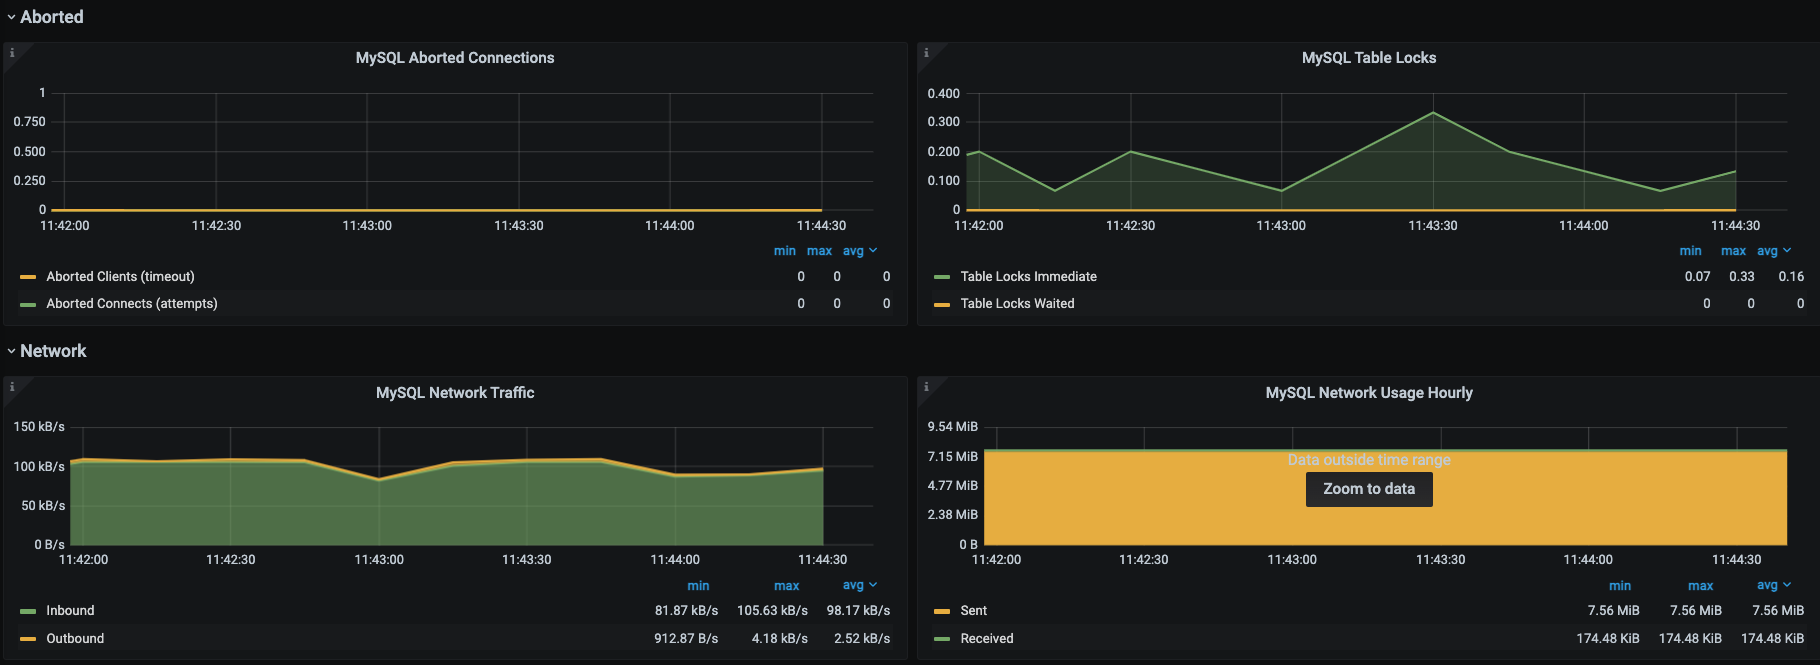 Aborted
MySQL Aborted Connections
1
0.750
0.500
0.250
0
11:42:00 11:42:30 11:43:00 11:43:30 11:44:00 11:44:30
min max avg
Aborted Clients (timeout) 0 0 0
Aborted Connects (attempts) 0 0 0
MySQL Table Locks
0.400
0.300
0.200
0.100
0
11:42:00 11:42:30 11:43:00 11:43:30 11:44:00 11:44:30
min max avg
Table Locks Immediate 0.07 0.33 0.16
Table Locks Waited 0 0 0
Network
MySQL Network Traffic
150 kB/s
100 kB/s
50 kB/s
0 B/s
11:42:00 11:42:30 11:43:00 11:43:30 11:44:00 11:44:30
min max avg
Inbound 81.87 kB/s 105.63 kB/s 98.17 kB/s
Outbound 912.87 B/s 4.18 kB/s 2.52 kB/s
MySQL Network Usage Hourly
9.54 MiB
7.15 MiB
4.77 MiB
2.38 MiB
0 B
Data outside time range
Zoom to data
11:42:00 11:42:30 11:43:00 11:43:30 11:44:00 11:44:30
min max avg
Sent 7.56 MiB 7.56 MiB 7.56 MiB
Received 174.48 KiB 174.48 KiB 174.48 KiB